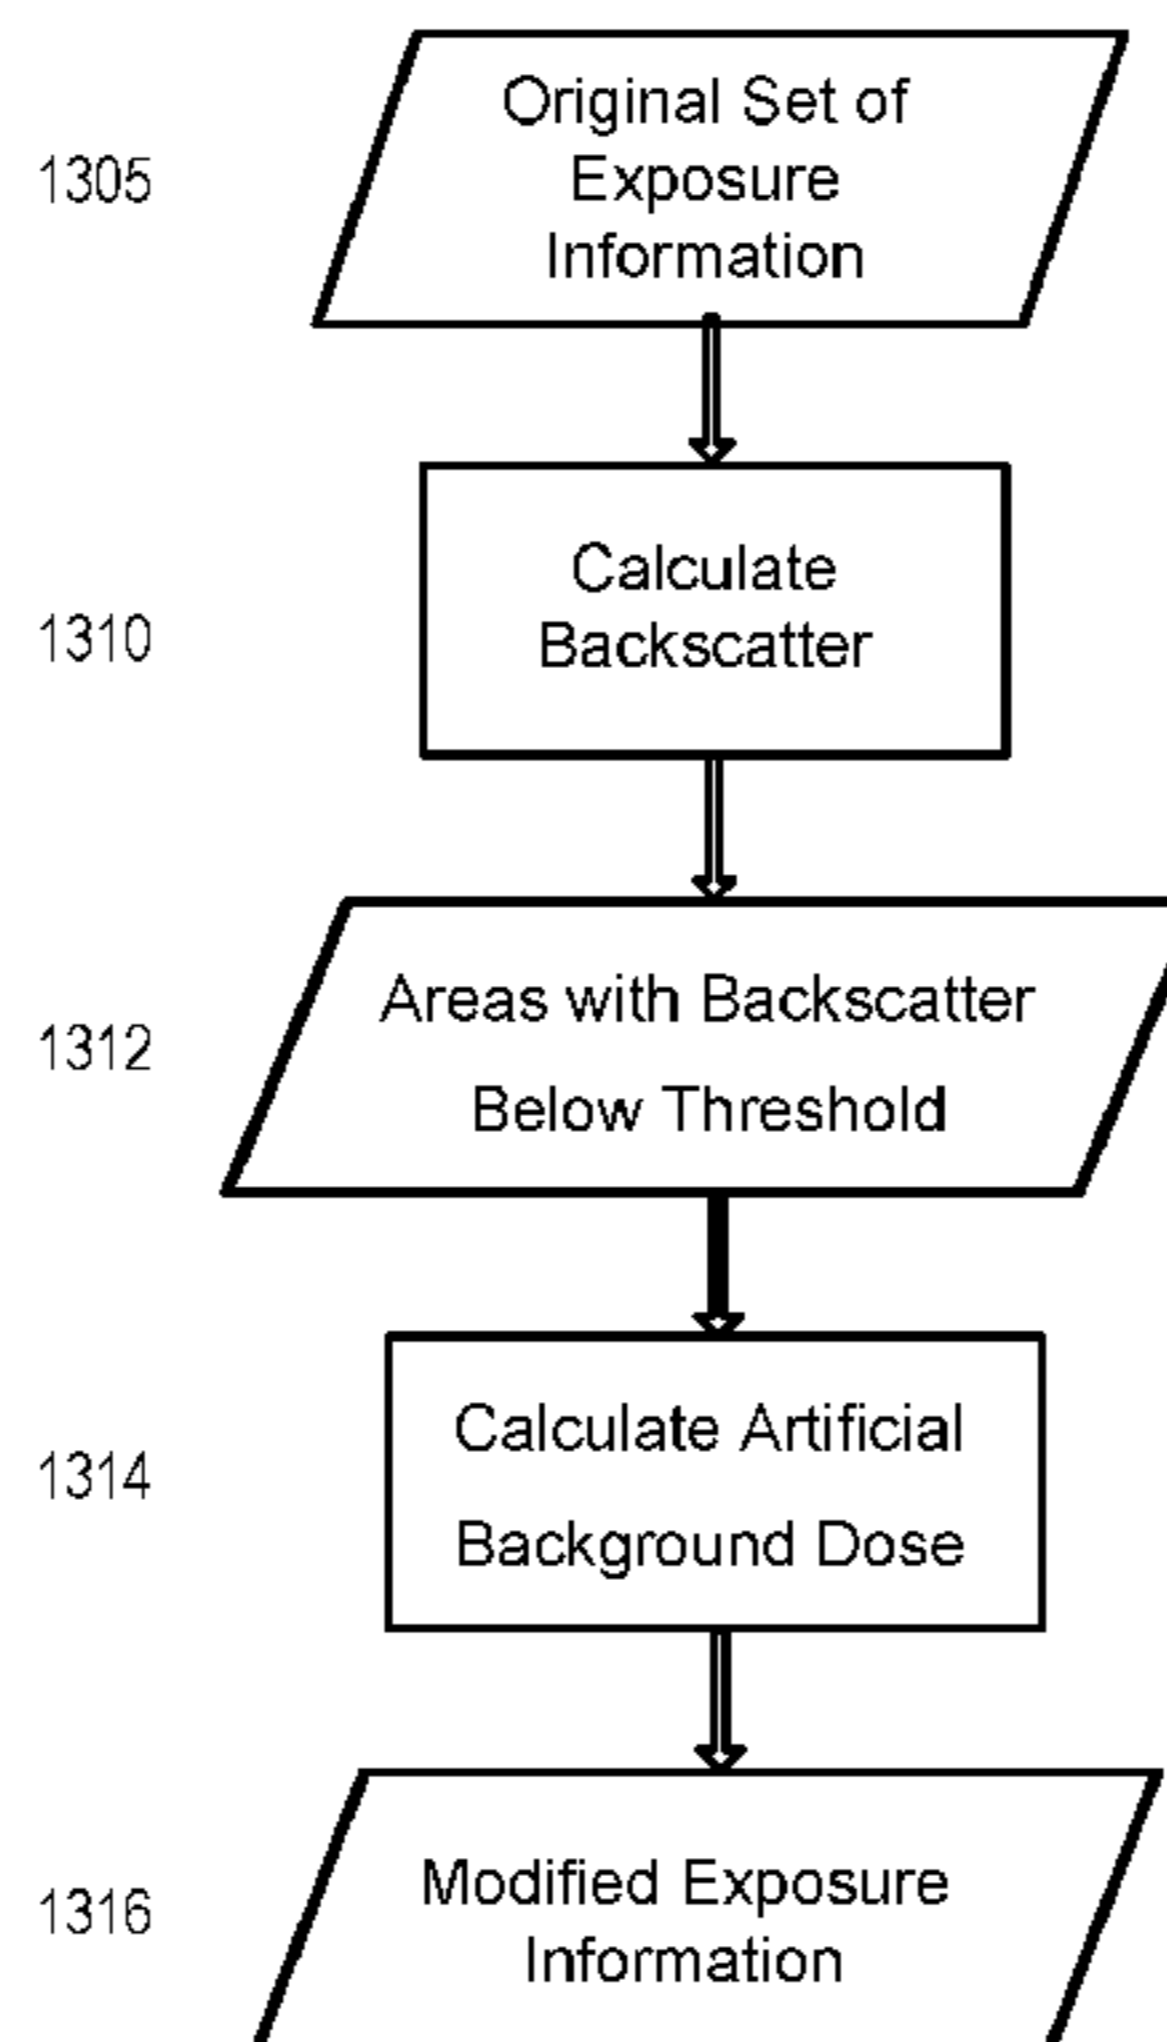 Original Set of
1305
Exposure
Information
Calculate
1310
Backscatter
Areas with Backscatter
1312
Below Threshold
Calculate Artificial
1314
Background Dose
Modified Exposure
1316
Information